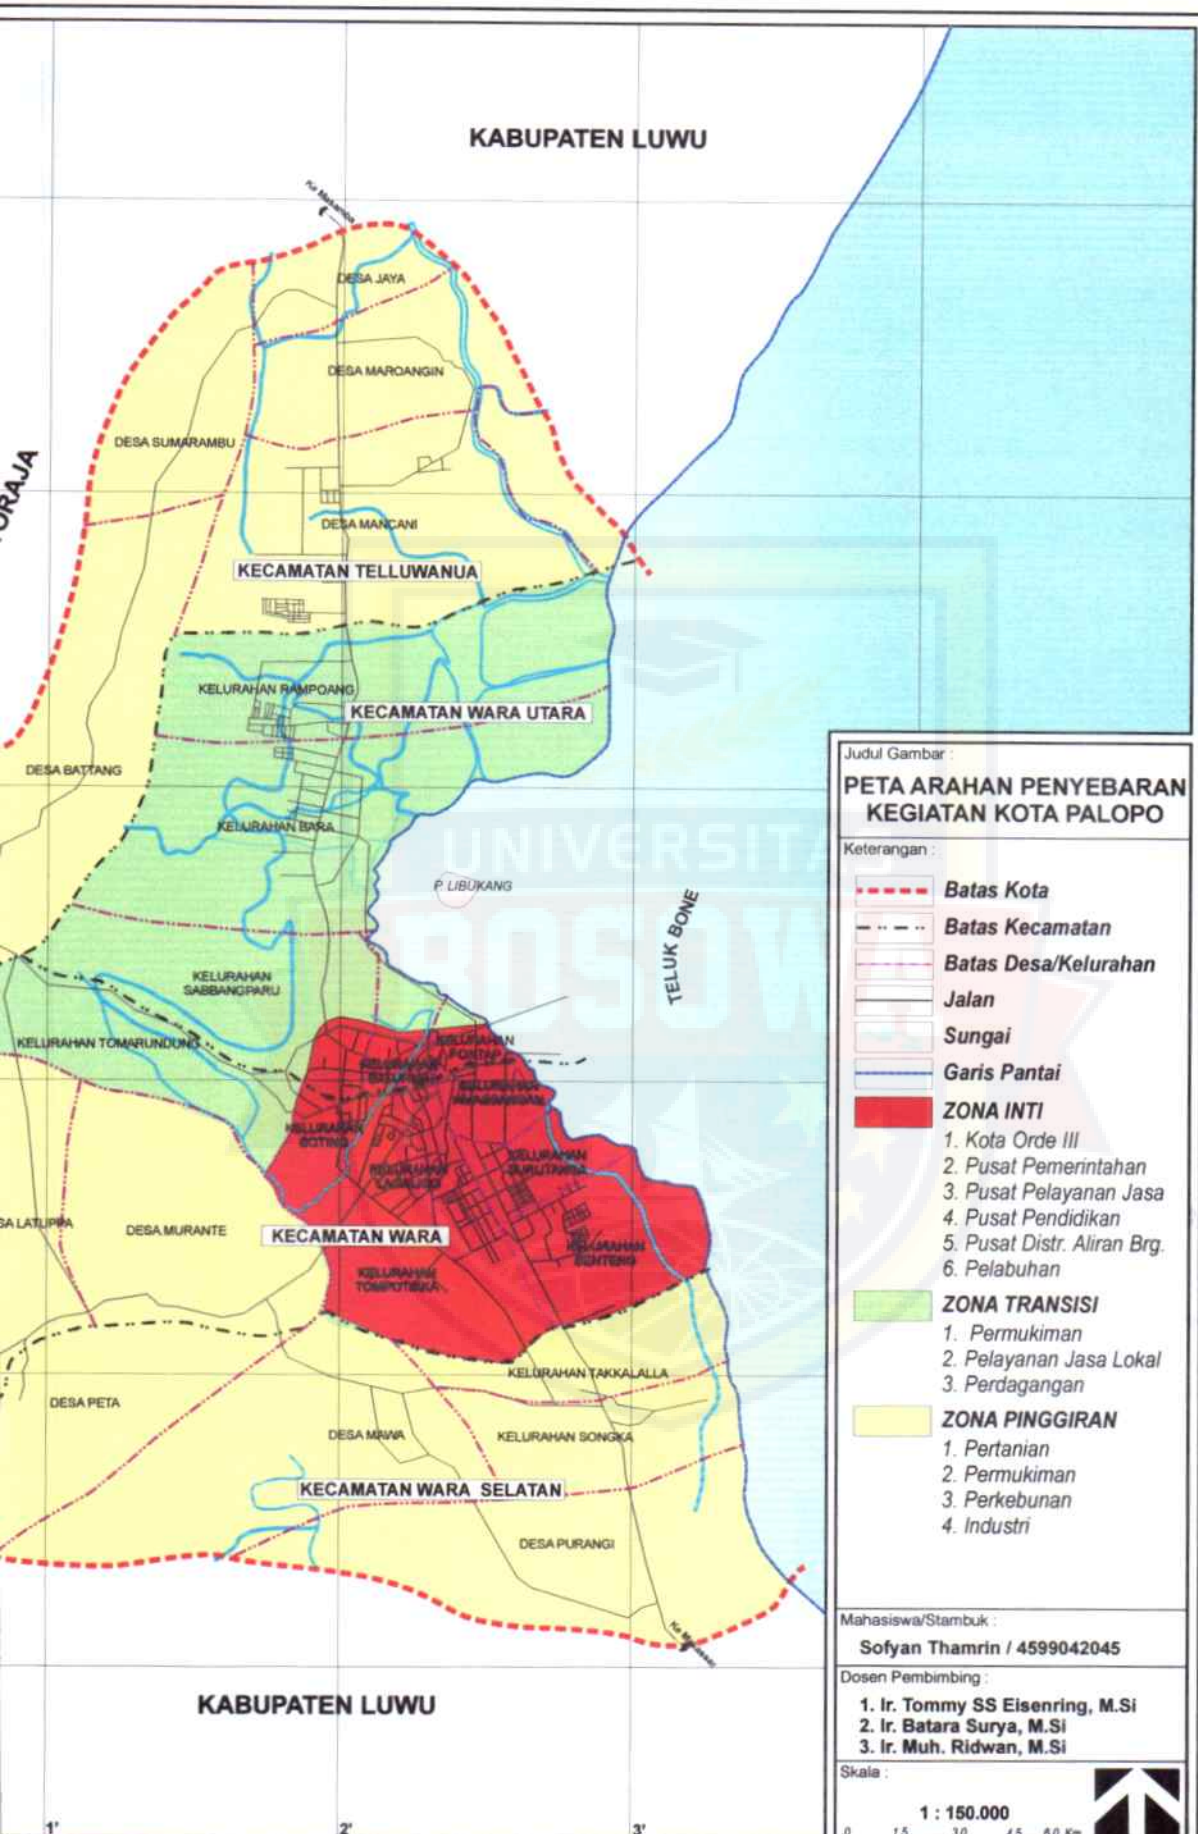 KABUPATEN LUWU
DESA JAYA
DESA MAROANGIN
DESA SUMARAMBU
DESA MANCANI
KECAMATAN TELLUWANUA
KELURAHAN RAMPOANG
KECAMATAN WARA UTARA
DESA BATTANG
KELURAHAN BARA
P. LIBUKANG
TELUK BONE
UNIVERSITAS
BOSOWA
KELURAHAN
SABBANGPARU
KELURAHAN TOMARUNDUNG
KELURAHAN
KELURAHAN
KELURAHAN
KELURAHAN
KELURAHAN
DESA MURANTE
KECAMATAN WARA
KELURAHAN
BENTENG
KELURAHAN
KELURAHAN TAKKALALLA
DESA PETA
DESA MAWA
KELURAHAN SONGKA
KECAMATAN WARA SELATAN
DESA PURANGI
KABUPATEN LUWU
1'
2'
3'
Judul Gambar :
PETA ARAHAN PENYEBARAN
KEGIATAN KOTA PALOPO
Keterangan :
Batas Kota
Batas Kecamatan
Batas Desa/Kelurahan
Jalan
Sungai
Garis Pantai
ZONA INTI
1. Kota Orde III
2. Pusat Pemerintahan
3. Pusat Pelayanan Jasa
4. Pusat Pendidikan
5. Pusat Distr. Aliran Brg.
6. Pelabuhan
ZONA TRANSISI
1. Permukiman
2. Pelayanan Jasa Lokal
3. Perdagangan
ZONA PINGGIRAN
1. Pertanian
2. Permukiman
3. Perkebunan
4. Industri
Mahasiswa/Stambuk :
Sofyan Thamrin / 4599042045
Dosen Pembimbing :
1. Ir. Tommy SS Eisenring, M.Si
2. Ir. Batara Surya, M.Si
3. Ir. Muh. Ridwan, M.Si
Skala :
1 : 150.000